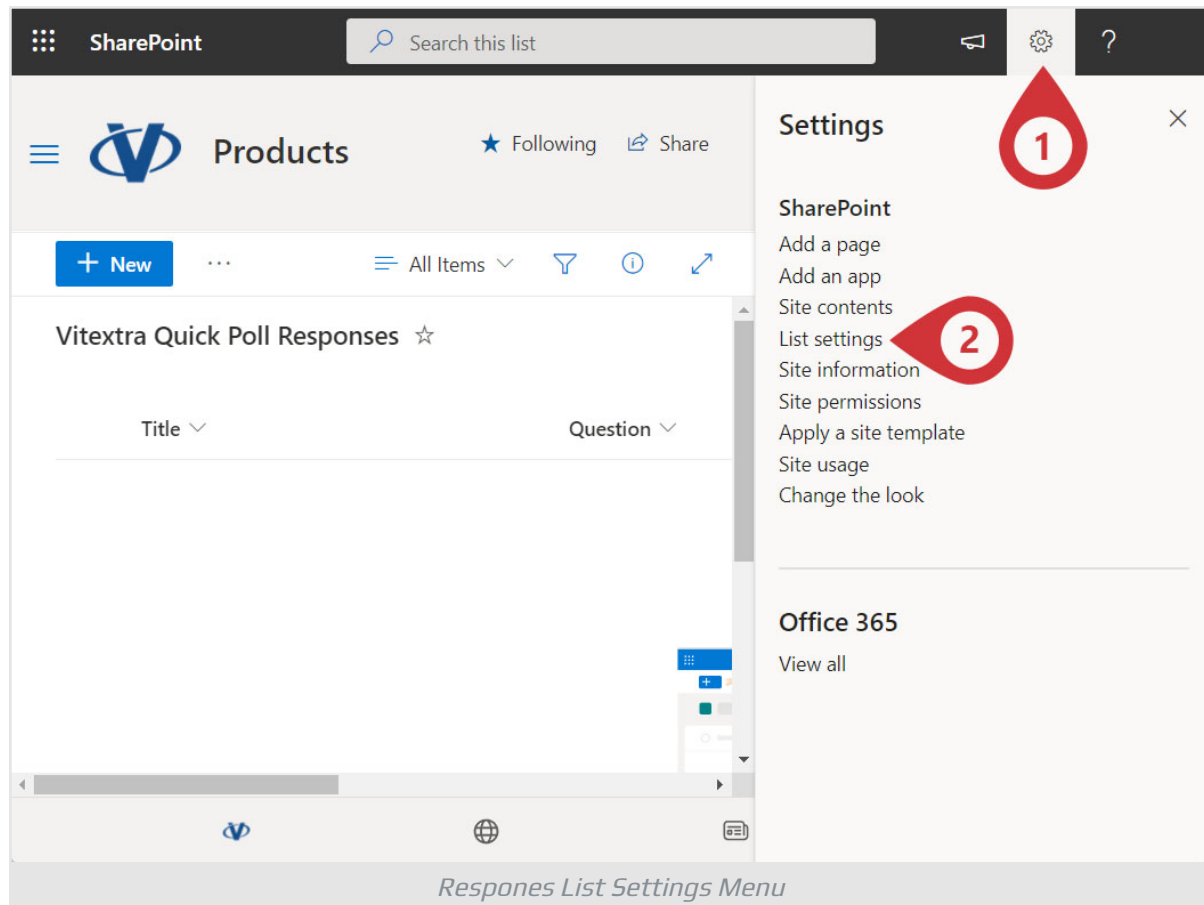 SharePoint
Search this list
?
Products
Following
Share
Settings
1
SharePoint
Add a page
Add an app
Site contents
List settings
2
Site information
Site permissions
Apply a site template
Site usage
Change the look
+ New
...
All Items
Vitextra Quick Poll Responses
Title
Question
Office 365
View all
Respones List Settings Menu